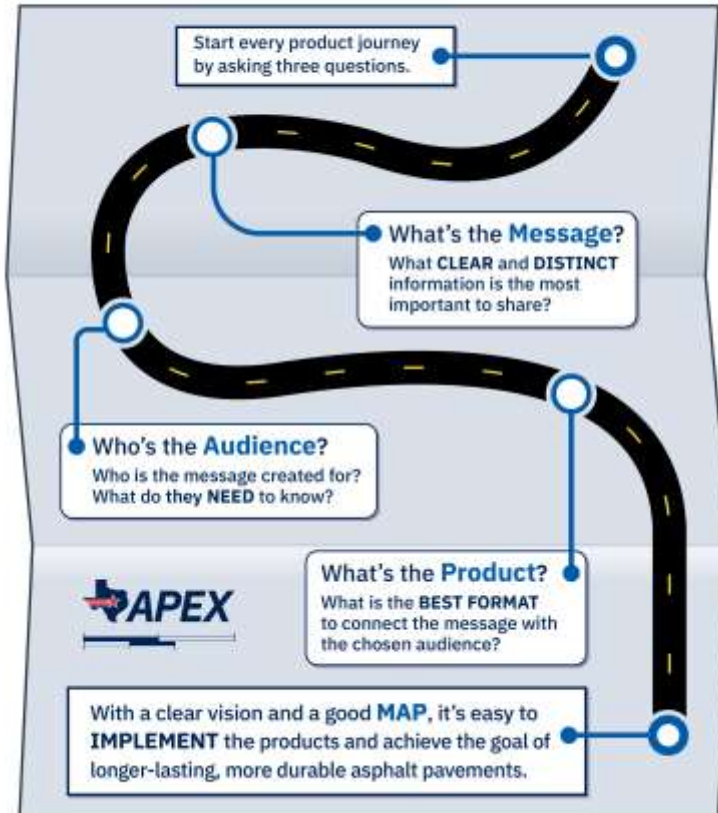 Start every product journey
by asking three questions.
What's the Message?
What CLEAR and DISTINCT
information is the most
important to share?
Who's the Audience?
Who is the message created for?
What do they NEED to know?
What's the Product?
What is the BEST FORMAT
to connect the message with
the chosen audience?
APEX
With a clear vision and a good MAP, it's easy to
IMPLEMENT the products and achieve the goal of
longer-lasting, more durable asphalt pavements.